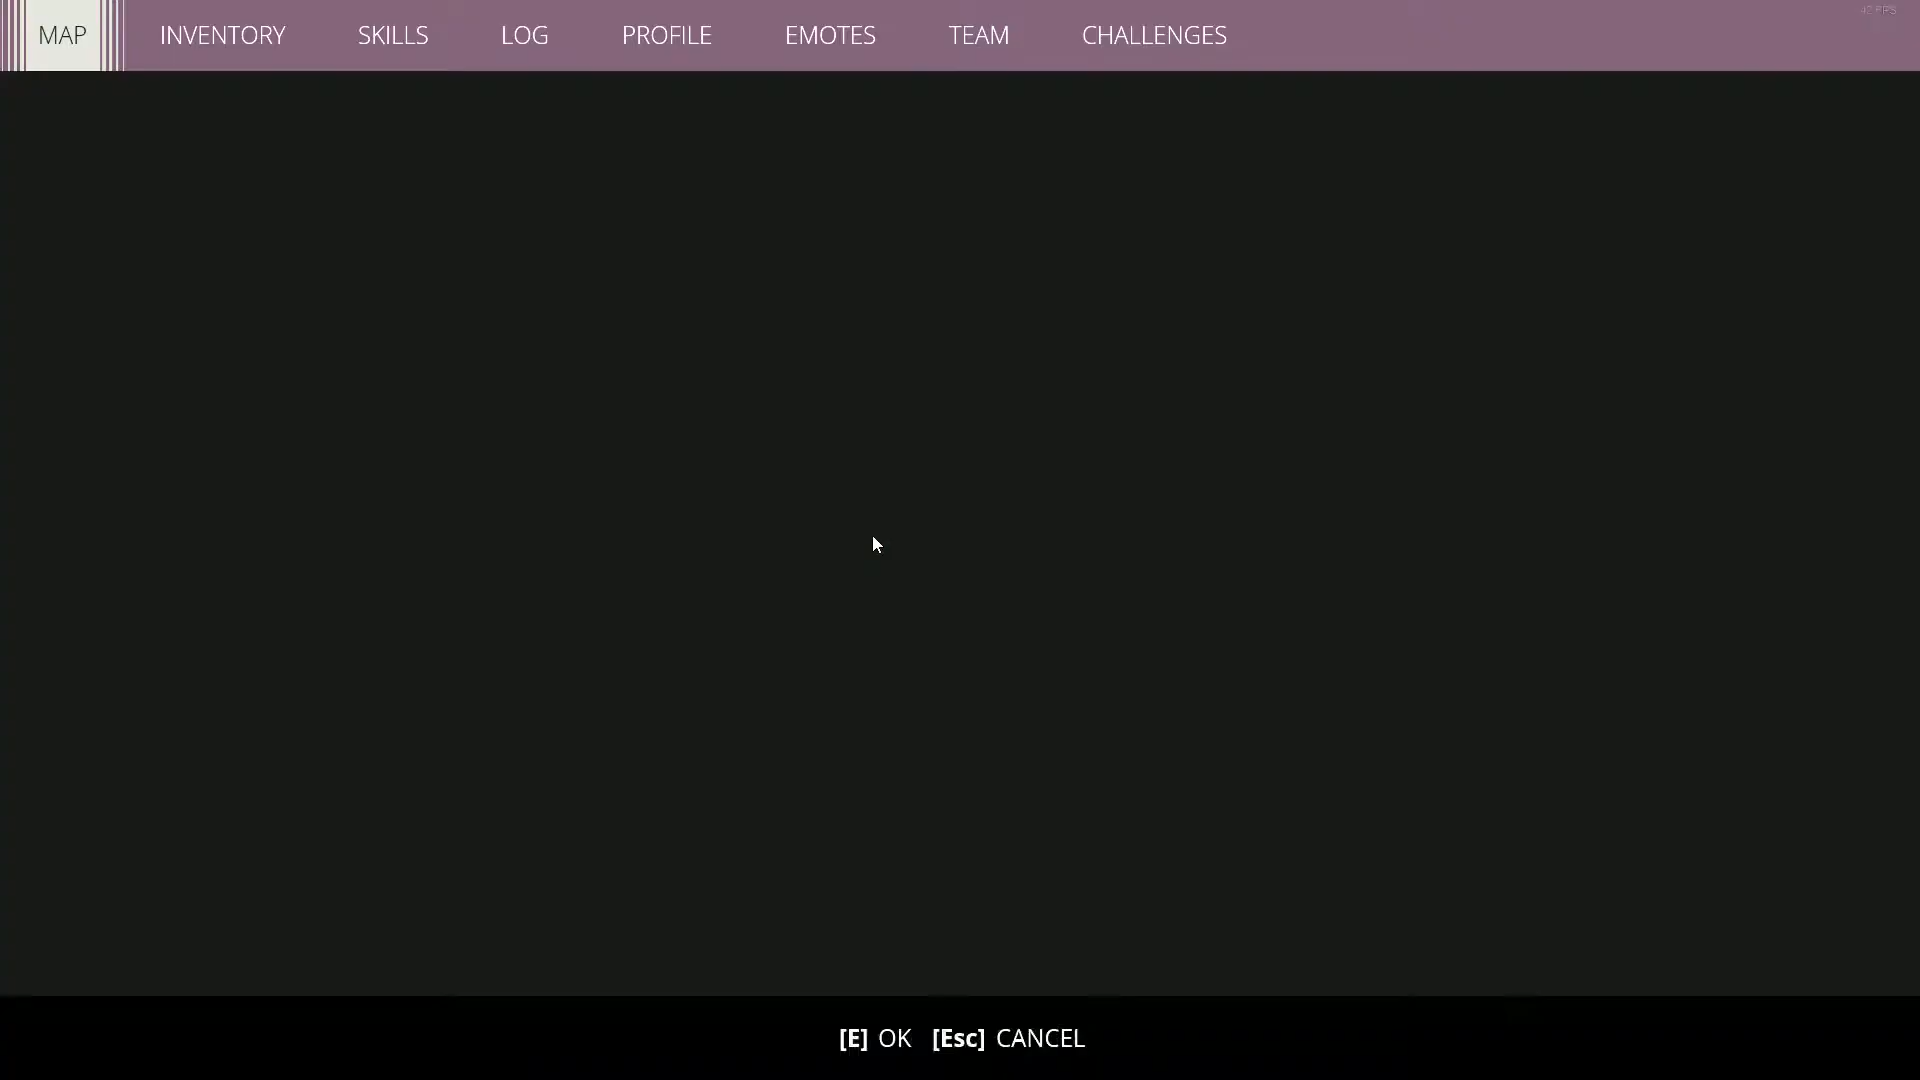 MAP INVENTORY SKILLS LOG PROFILE EMOTES TEAM CHALLENGES
[E] OK [Esc] CANCEL